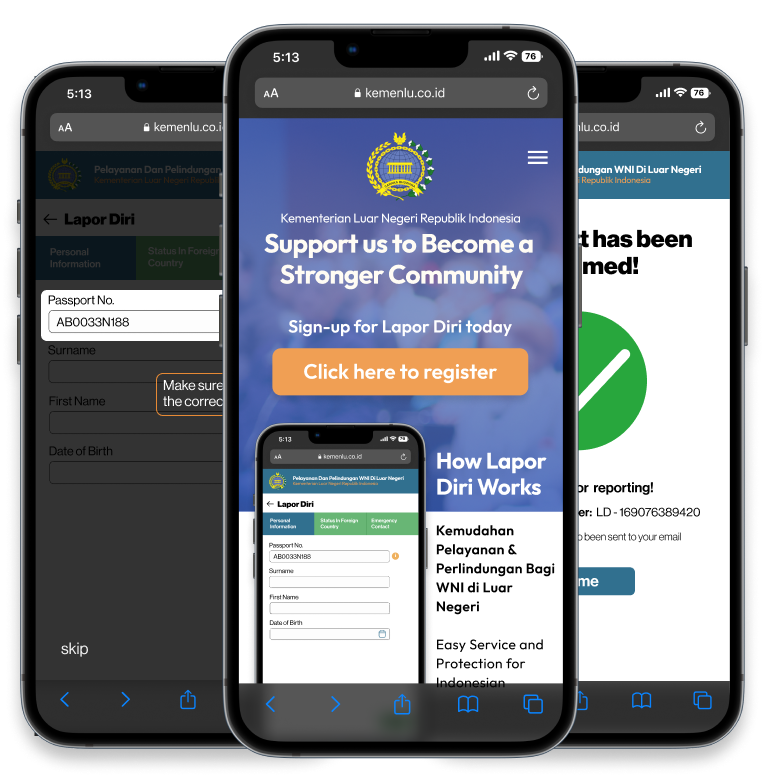 5:13
76
AA
kemenlu.co.i
Pelayanan Dan Pelindungan
Kementerian Luar Negeri Republik
Lapor Diri
Personal Information
Status In Foreign Country
Passport No.
AB0033N188
Surname
Make sure
the correc
First Name
Date of Birth
skip
5:13
76
AA
kemenlu.co.id
Kementerian Luar Negeri Republik Indonesia
Support us to Become a
Stronger Community
Sign-up for Lapor Diri today
Click here to register
5:13
76
AA
kemenlu.co.id
Pelayanan Dan Pelindungan WNI Di Luar Negeri
Kementerian Luar Negeri Republik Indonesia
Lapor Diri
Personal Information
Status In Foreign Country
Emergency Contact
Passport No.
AB0033N188
Surname
First Name
Date of Birth
How Lapor
Diri Works
Kemudahan
Pelayanan &
Perlindungan Bagi
WNI di Luar
Negeri
Easy Service and
Protection for
Indonesian
76
nlu.co.id
dungan WNI Di Luar Negeri
i Republik Indonesia
t has been
med!
or reporting!
er: LD - 169076389420
o been sent to your email
me